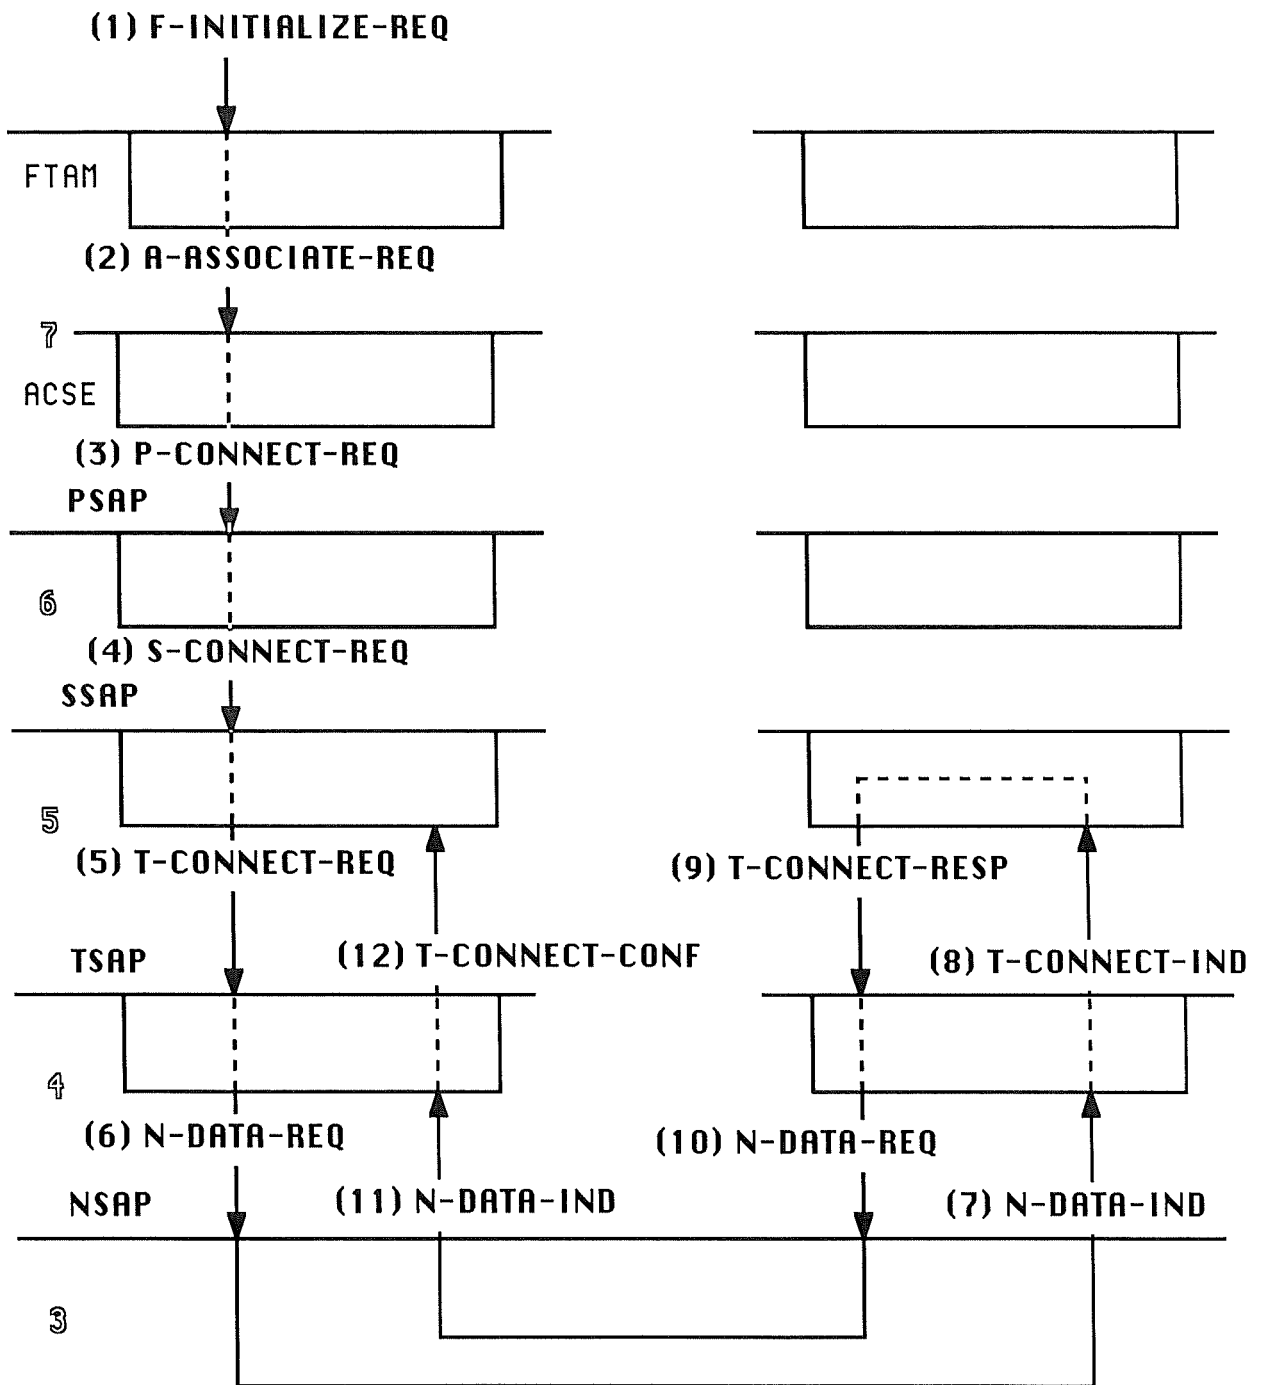 (1) F-INITIALIZE-REQ
FTAM
(2) A-ASSOCIATE-REQ
7
ACSE
(3) P-CONNECT-REQ
PSAP
6
(4) S-CONNECT-REQ
SSAP
5
(5) T-CONNECT-REQ
(9) T-CONNECT-RESP
TSAP
(12) T-CONNECT-CONF
(8) T-CONNECT-IND
4
(6) N-DATA-REQ
(10) N-DATA-REQ
NSAP
(11) N-DATA-IND
(7) N-DATA-IND
3